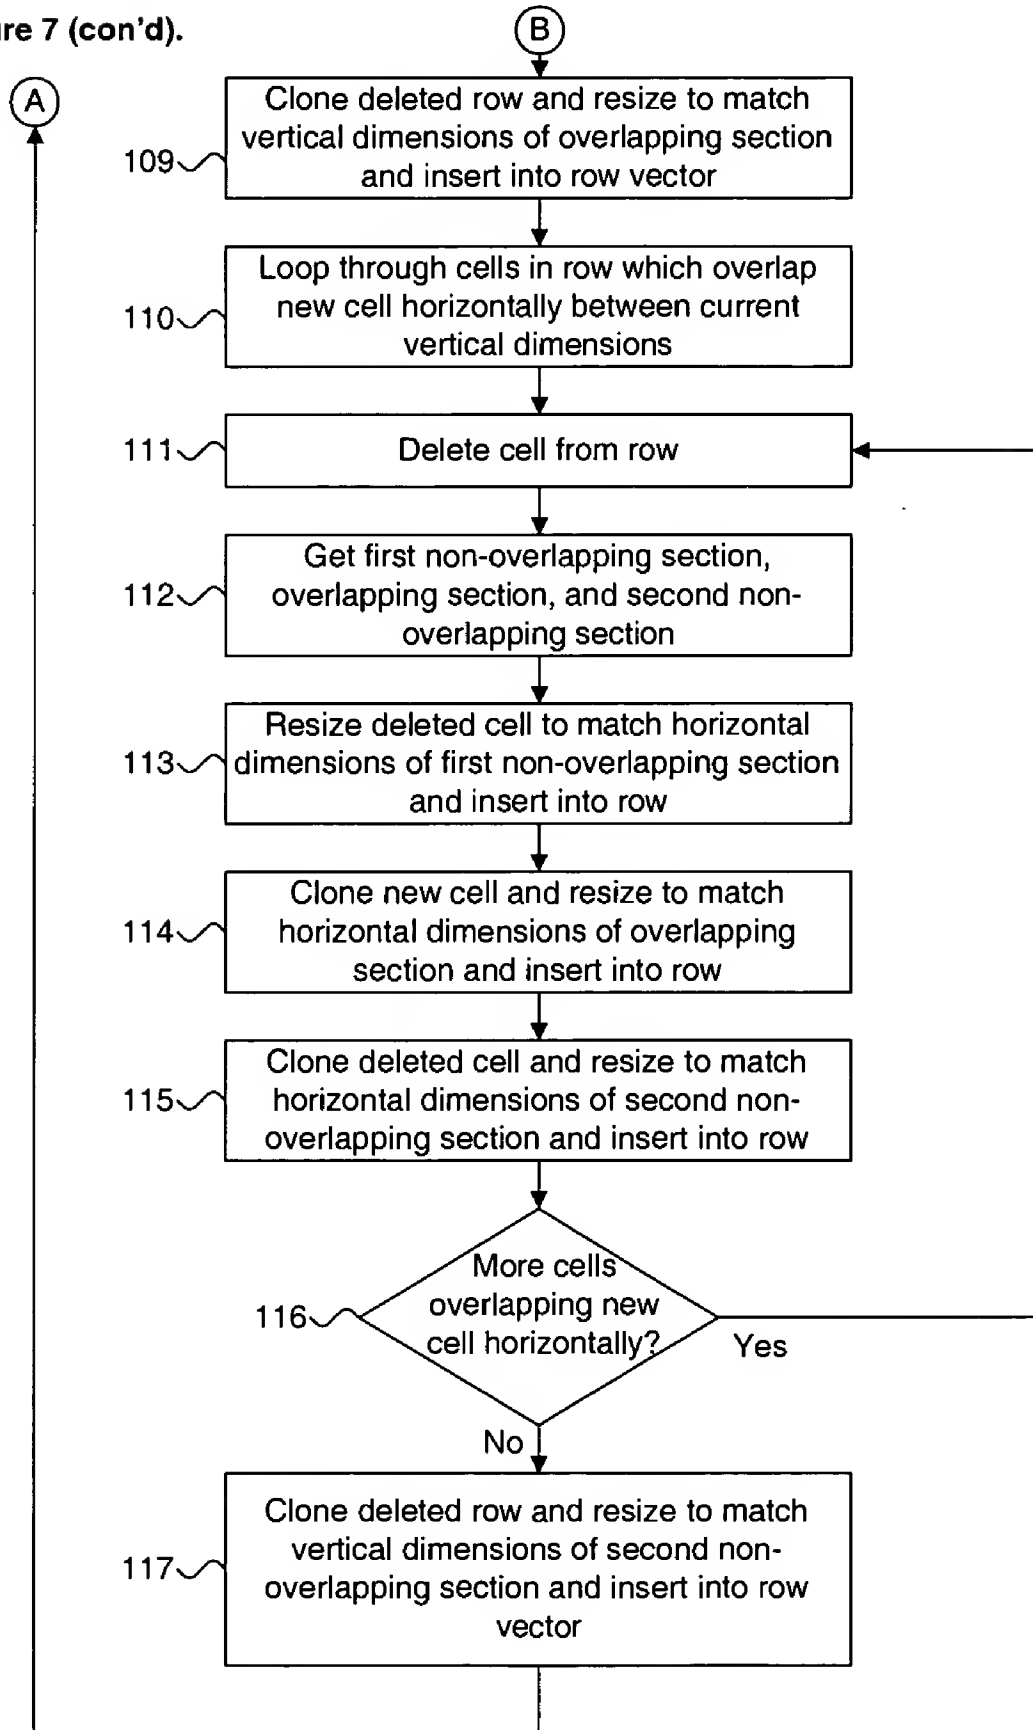 re 7 (con'd).
B
A
Clone deleted row and resize to match
vertical dimensions of overlapping section
and insert into row vector
109
Loop through cells in row which overlap
new cell horizontally between current
vertical dimensions
110
Delete cell from row
111
Get first non-overlapping section,
overlapping section, and second non-
overlapping section
112
Resize deleted cell to match horizontal
dimensions of first non-overlapping section
and insert into row
113
Clone new cell and resize to match
horizontal dimensions of overlapping
section and insert into row
114
Clone deleted cell and resize to match
horizontal dimensions of second non-
overlapping section and insert into row
115
More cells
overlapping new
cell horizontally?
116
Yes
No
Clone deleted row and resize to match
vertical dimensions of second non-
overlapping section and insert into row
vector
117